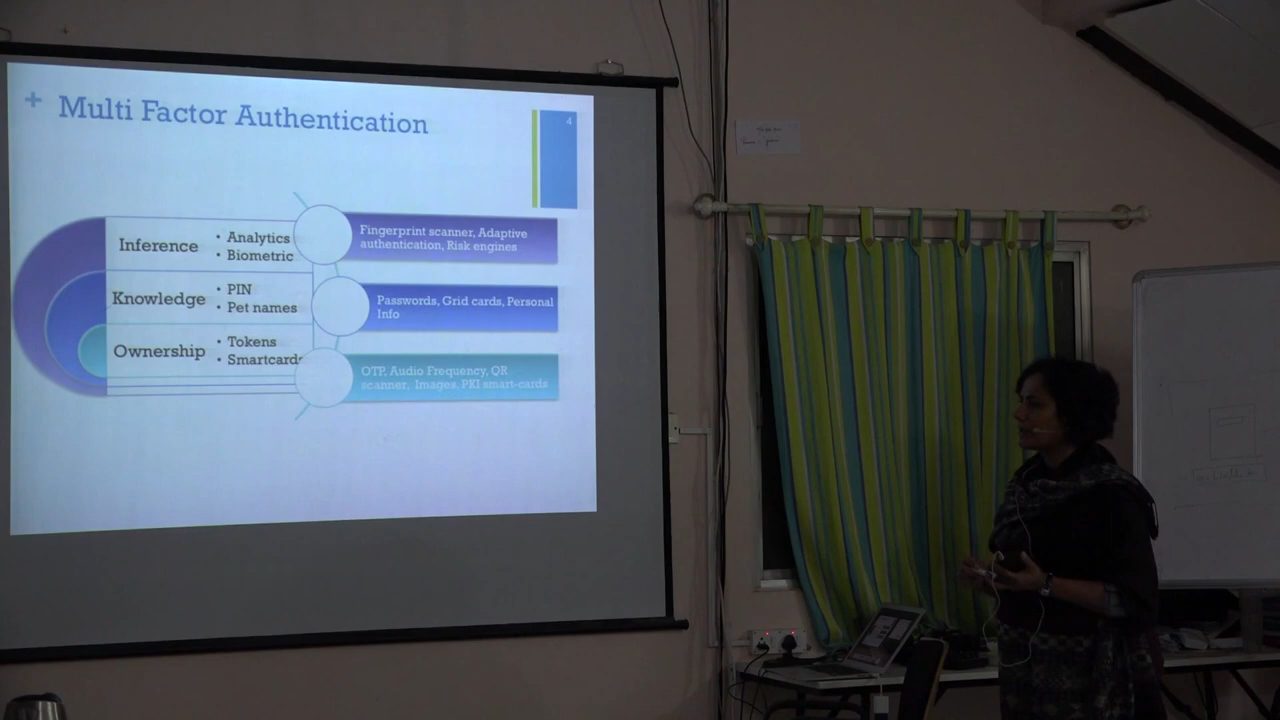 + Multi Factor Authentication
4
Inference
• Analytics
• Biometric
Fingerprint scanner, Adaptive
authentication, Risk engines
Knowledge
• PIN
• Pet names
Passwords, Grid cards, Personal
Info
Ownership
• Tokens
• Smartcards
OTP, Audio Frequency, QR
scanner, Images, PKI smart-cards